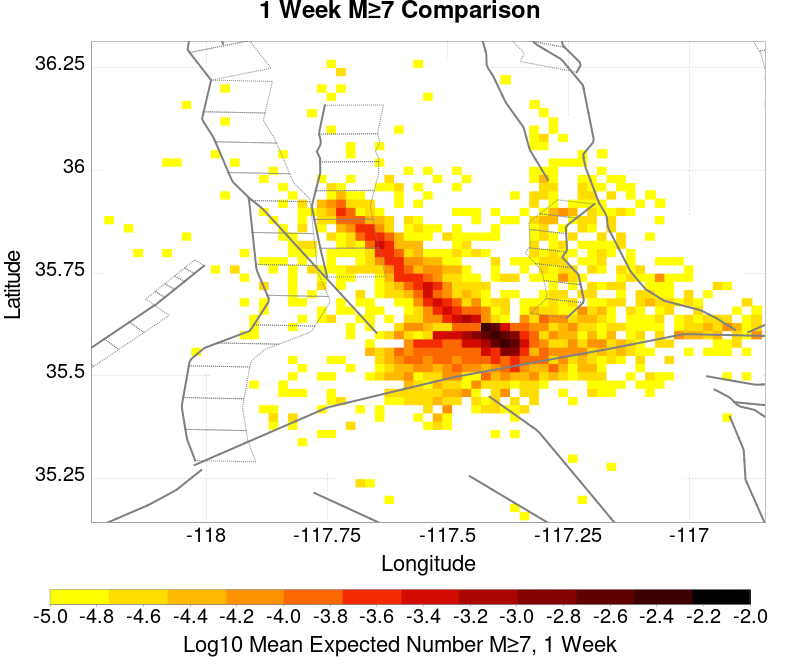 1 Week M≥7 Comparison
36.25
36
35.75
35.5
35.25
Latitude
-118 -117.75 -117.5 -117.25 -117
Longitude
-5.0 -4.8 -4.6 -4.4 -4.2 -4.0 -3.8 -3.6 -3.4 -3.2 -3.0 -2.8 -2.6 -2.4 -2.2 -2.0
Log10 Mean Expected Number M≥7, 1 Week